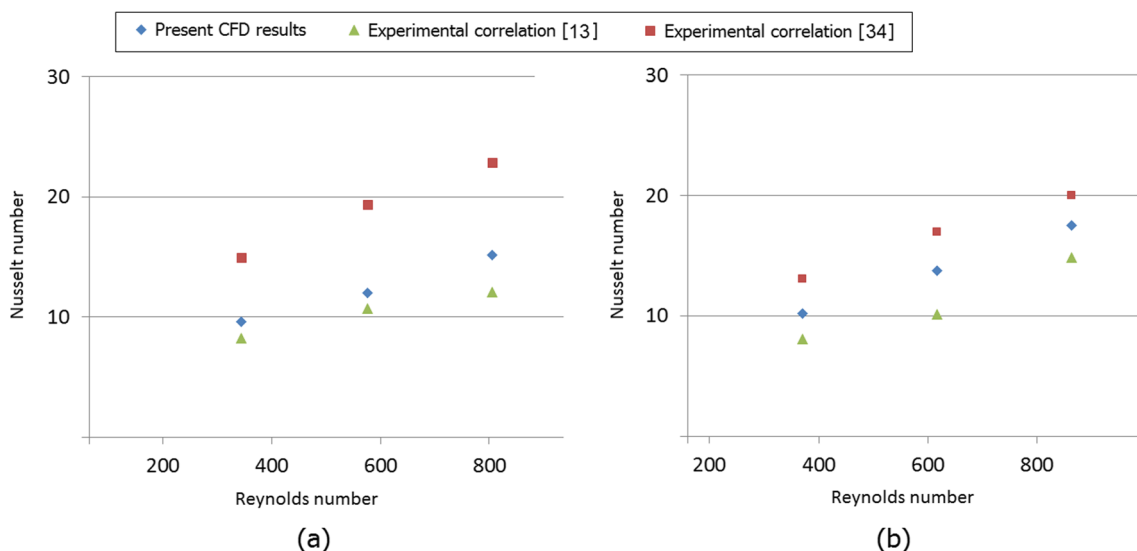 Present CFD results
Experimental correlation [13]
Experimental correlation [34]
30
20
10
Nusselt number
200 400 600 800
Reynolds number
(a)
30
20
10
Nusselt number
200 400 600 800
Reynolds number
(b)